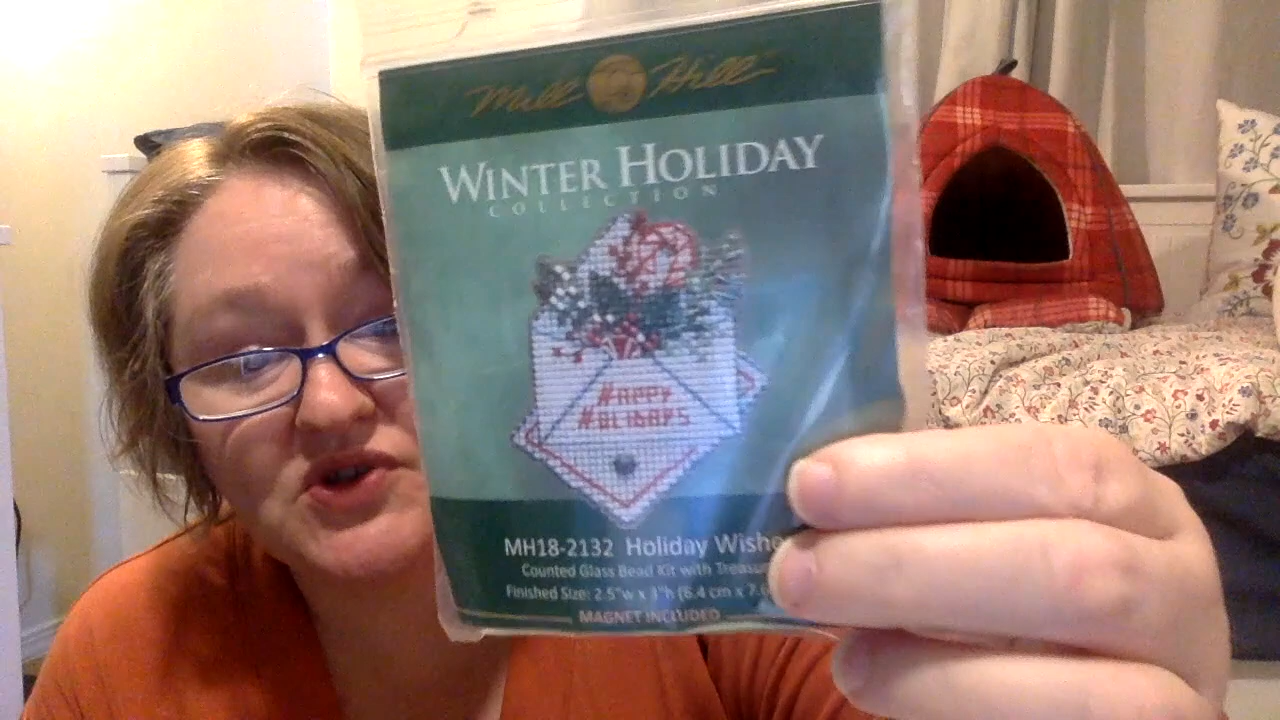 Mill Hill
WINTER HOLIDAY
COLLECTION
HAPPY
HOLIDAYS
MH18-2132 Holiday Wishe
Counted Glass Bead Kit with Treasu
Finished Size: 2.5"w x 3"h (6.4 cm x 7.6
MAGNET INCLUDED